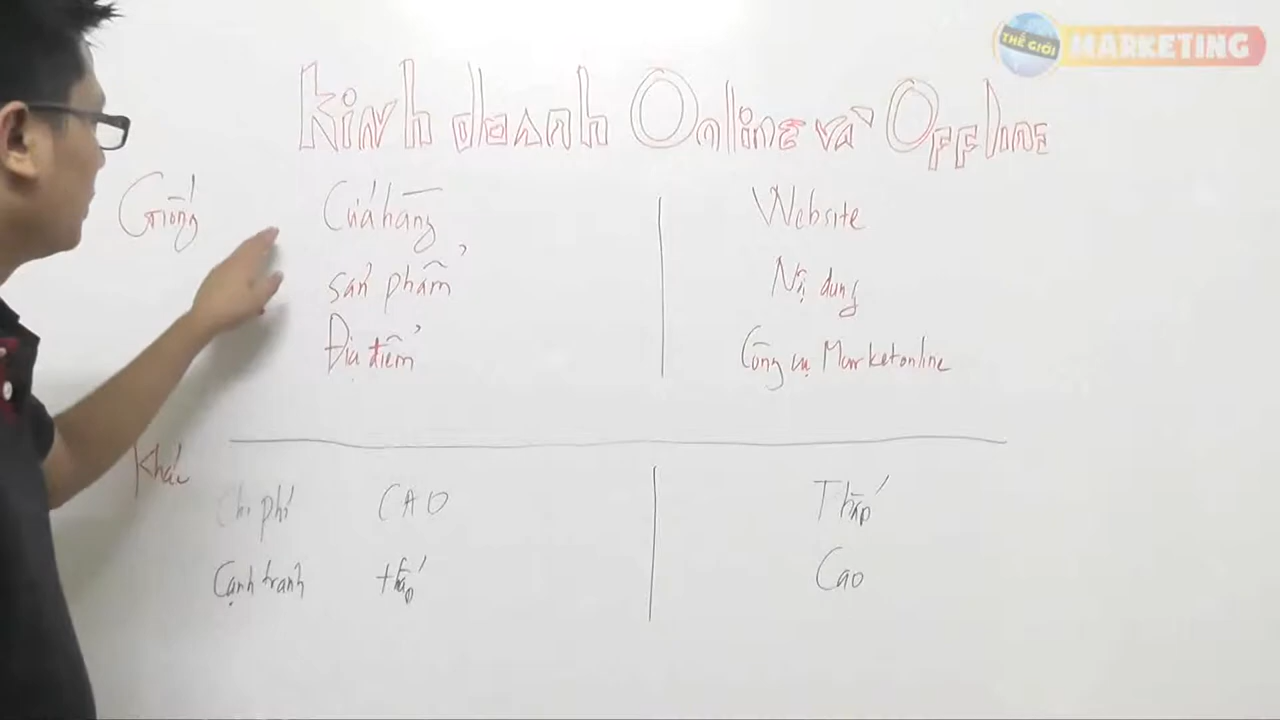 THẾ GIỚI MARKETING
Kinh doanh Online và Offline
Giống Cửa hàng Website
sản phẩm Nội dung
Địa điểm Công cụ Marketonline
Khác
Chi phí CAO Thấp
Cạnh tranh thấp Cao